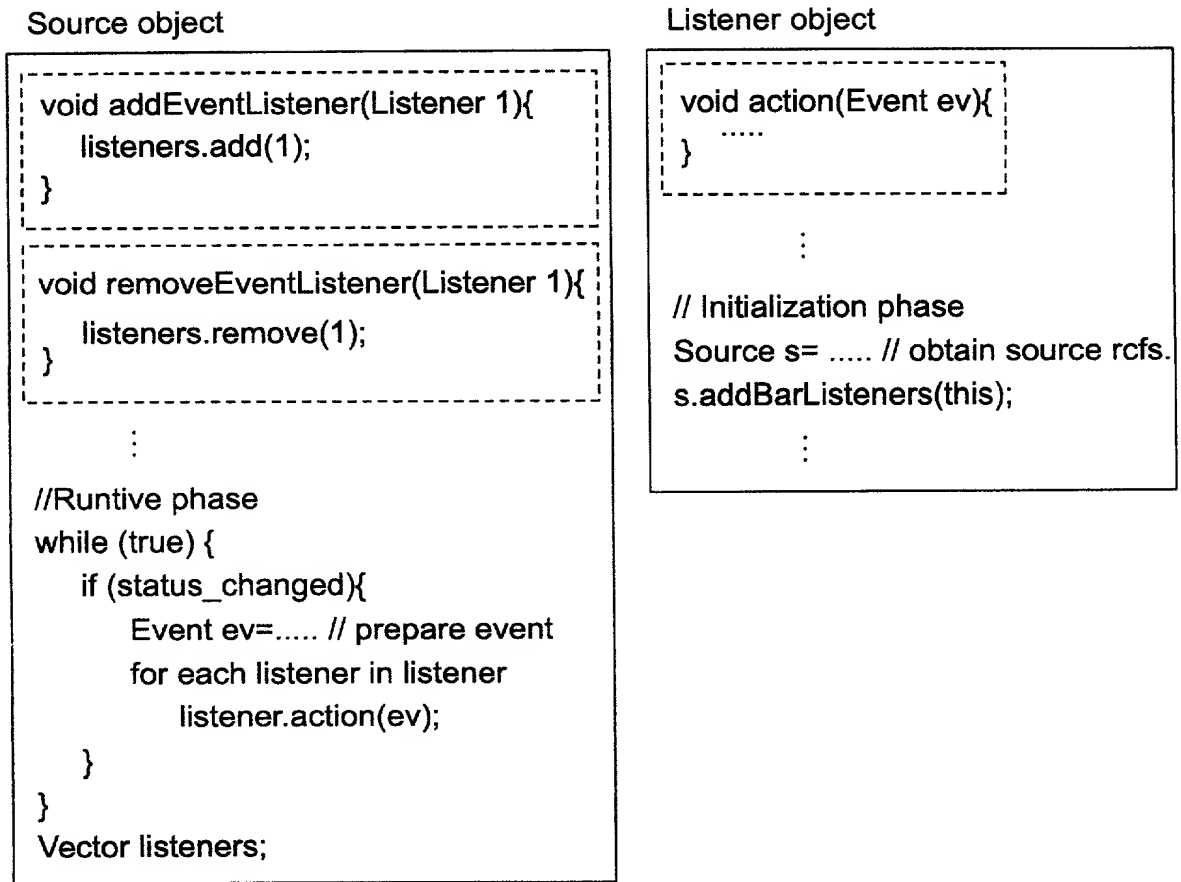 Source object
void addEventListener(Listener 1){
listeners.add(1);
}
void removeEventListener(Listener 1){
listeners.remove(1);
}
//Runtive phase
while (true) {
if (status_changed){
Event ev=..... // prepare event
for each listener in listener
listener.action(ev);
}
}
Vector listeners;
Listener object
void action(Event ev){
.....
}
// Initialization phase
Source s= ..... // obtain source rcfs.
s.addBarListeners(this);